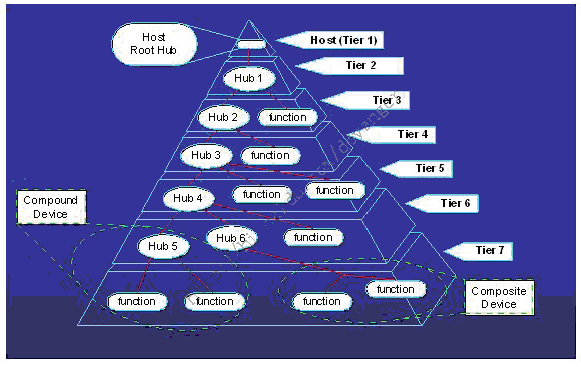 Host
Root Hub
Host (Tier 1)
Tier 2
Hub 1
Tier 3
Hub 2
function
Tier 4
Hub 3
function
Tier 5
function
function
Compound
Device
Hub 4
Tier 6
Hub 5
Hub 6
function
Tier 7
function
function
function
function
Composite
Device